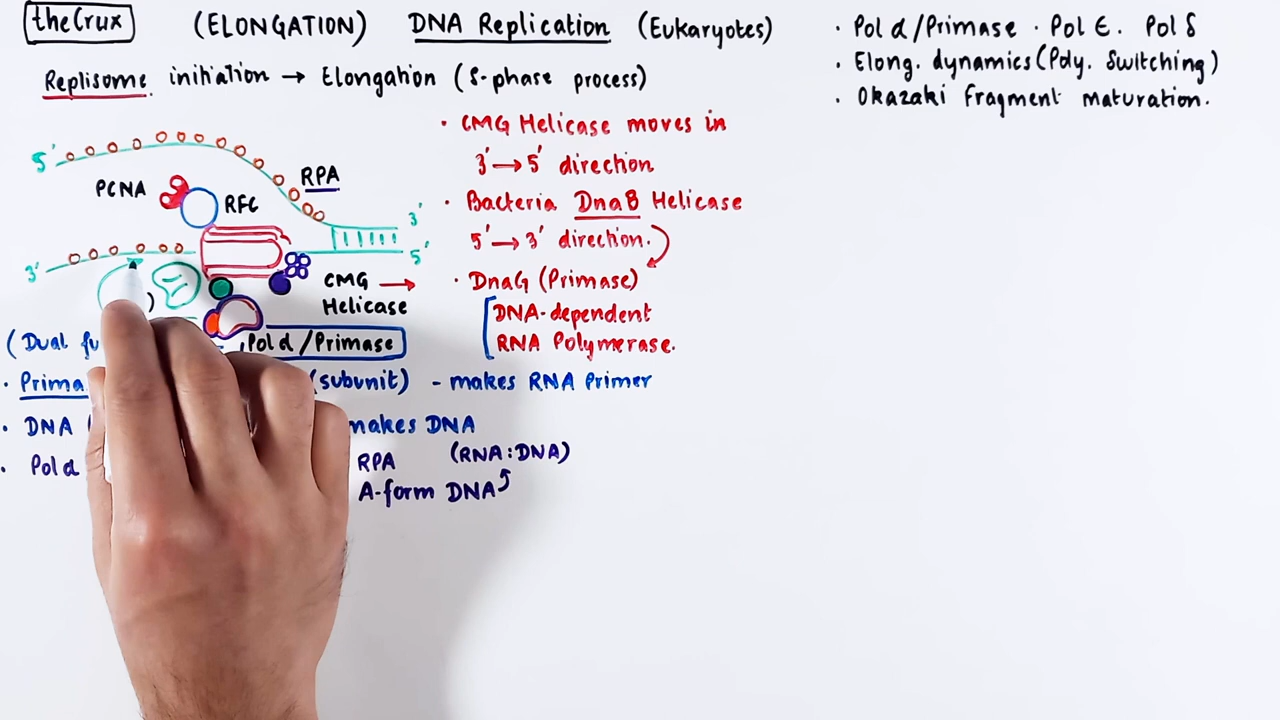 theCrux (ELONGATION) DNA Replication (Eukaryotes)
Replisome initiation → Elongation (S-phase process)
· Pol α/Primase · Pol ε. Pol δ
· Elong. dynamics (Poly. Switching)
· Okazaki Fragment maturation.
5′
PCNA
RFC
RPA
3′
5′
3′
CMG →
Helicase
· CMG Helicase moves in
3′→5′ direction
· Bacteria DnaB Helicase
5′→3′ direction.
· DnaG (Primase)
DNA-dependent
RNA Polymerase.
)
(Dual fu
Pol α/Primase
· Prima (subunit) - makes RNA Primer
· DNA ( makes DNA
· Pol α RPA (RNA:DNA)
A-form DNA